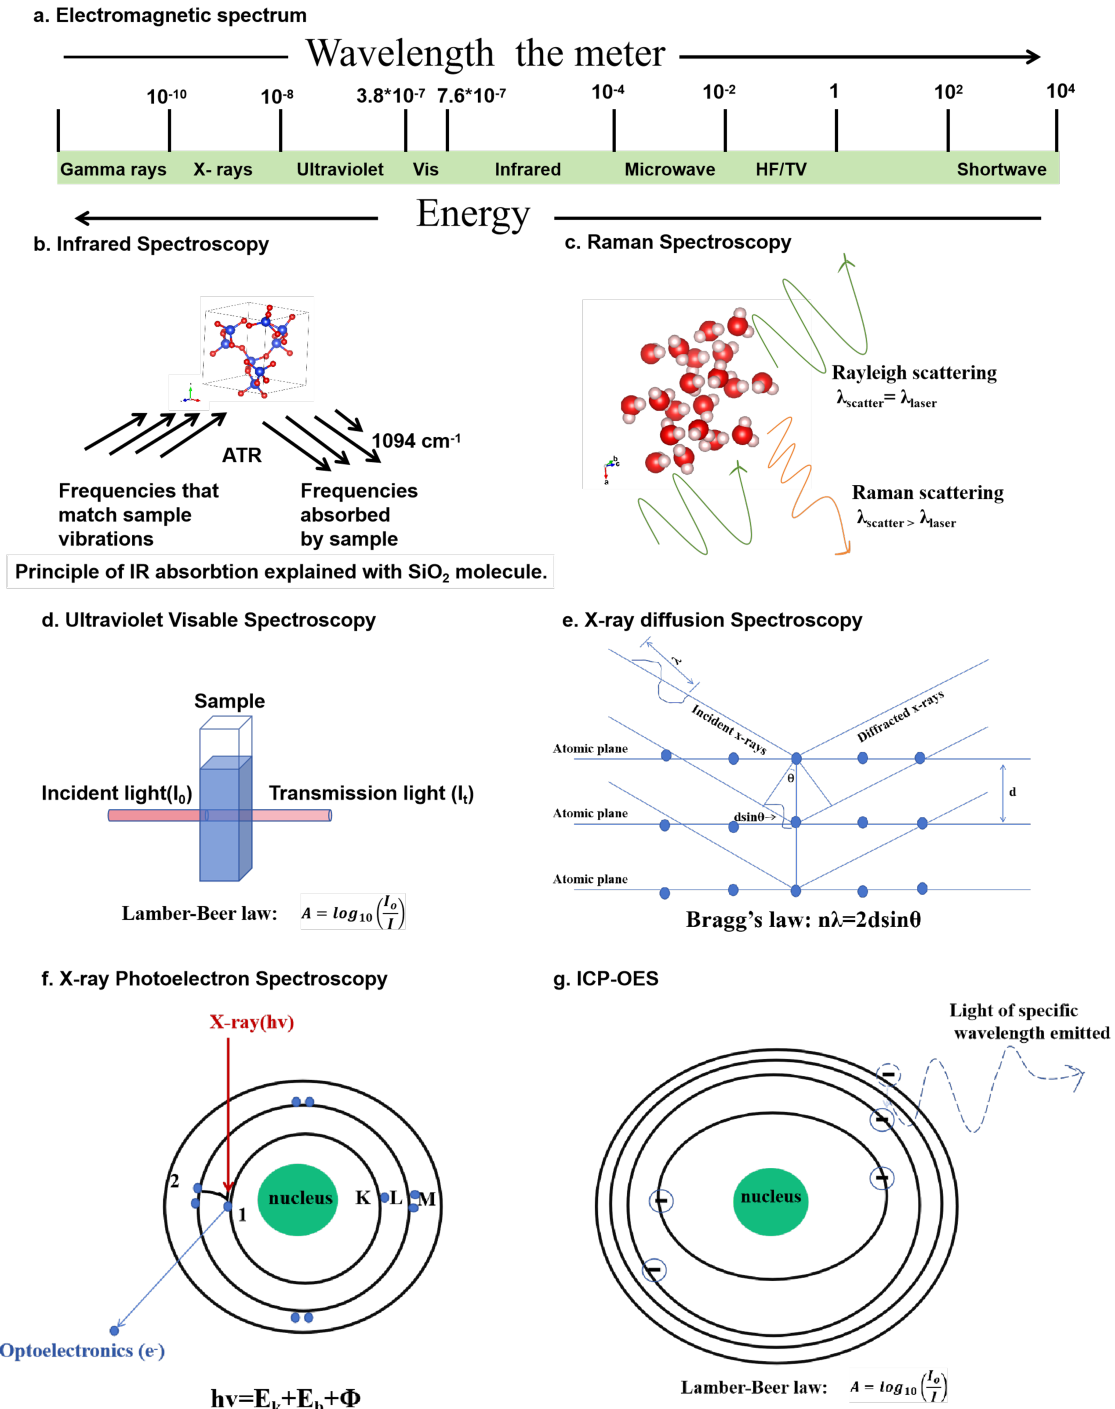 a. Electromagnetic spectrum
Wavelength the meter
10-10
10-8
3.8*10-7
7.6*10-7
10-4
10-2
1
10²
10⁴
Gamma rays
X- rays
Ultraviolet
Vis
Infrared
Microwave
HF/TV
Shortwave
Energy
b. Infrared Spectroscopy
c. Raman Spectroscopy
Rayleigh scattering
λscatter= λlaser
1094 cm-1
ATR
Frequencies that
match sample
vibrations
Frequencies
absorbed
by sample
b
c
a
Raman scattering
λscatter > λlaser
Principle of IR absorbtion explained with SiO₂ molecule.
d. Ultraviolet Visable Spectroscopy
Sample
Incident light(I₀)
Transmission light (Iₜ)
Lamber-Beer law: A = log₁₀(Iₒ/I)
e. X-ray diffusion Spectroscopy
λ
Incident x-rays
Diffracted x-rays
Atomic plane
θ
d
Atomic plane
dsinθ→
Atomic plane
Bragg’s law: nλ=2dsinθ
f. X-ray Photoelectron Spectroscopy
X-ray(hv)
2
1
nucleus
K
L
M
Optoelectronics (e-)
hv=Eₖ+E_b+Φ
g. ICP-OES
Light of specific
wavelength emitted
nucleus
Lamber-Beer law: A = log₁₀(Iₒ/I)